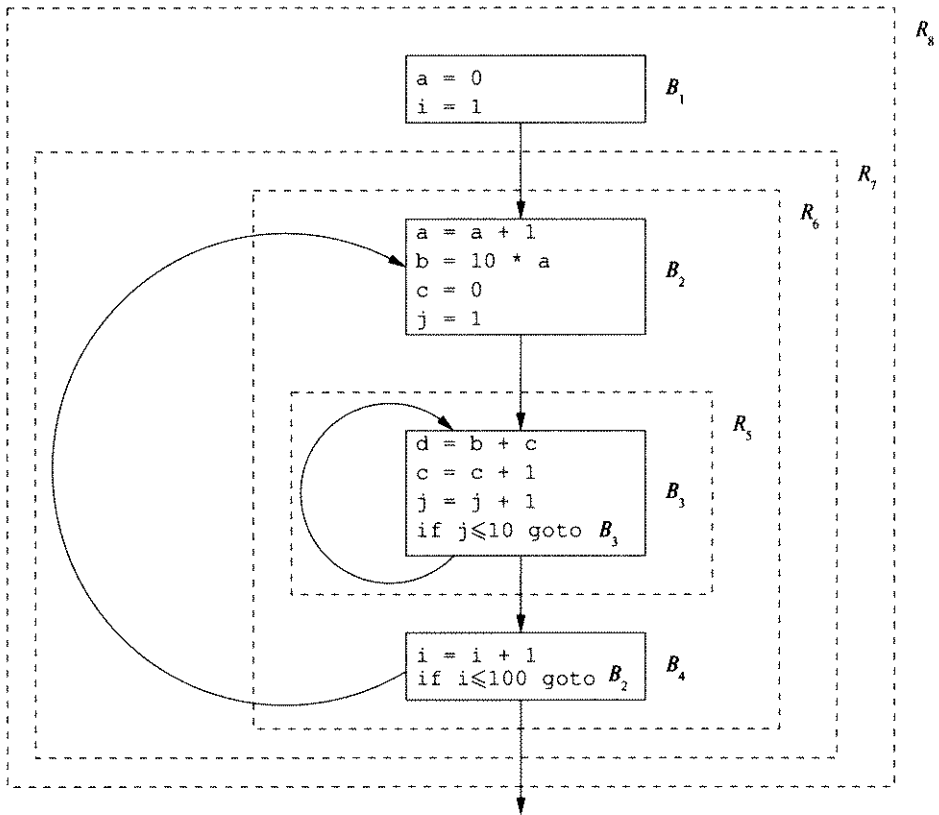 R₈
a = 0
i = 1
B₁
R₇
R₆
a = a + 1
b = 10 * a
c = 0
j = 1
B₂
R₅
d = b + c
c = c + 1
j = j + 1
if j⩽10 goto B₃
B₃
i = i + 1
if i⩽100 goto B₂
B₄